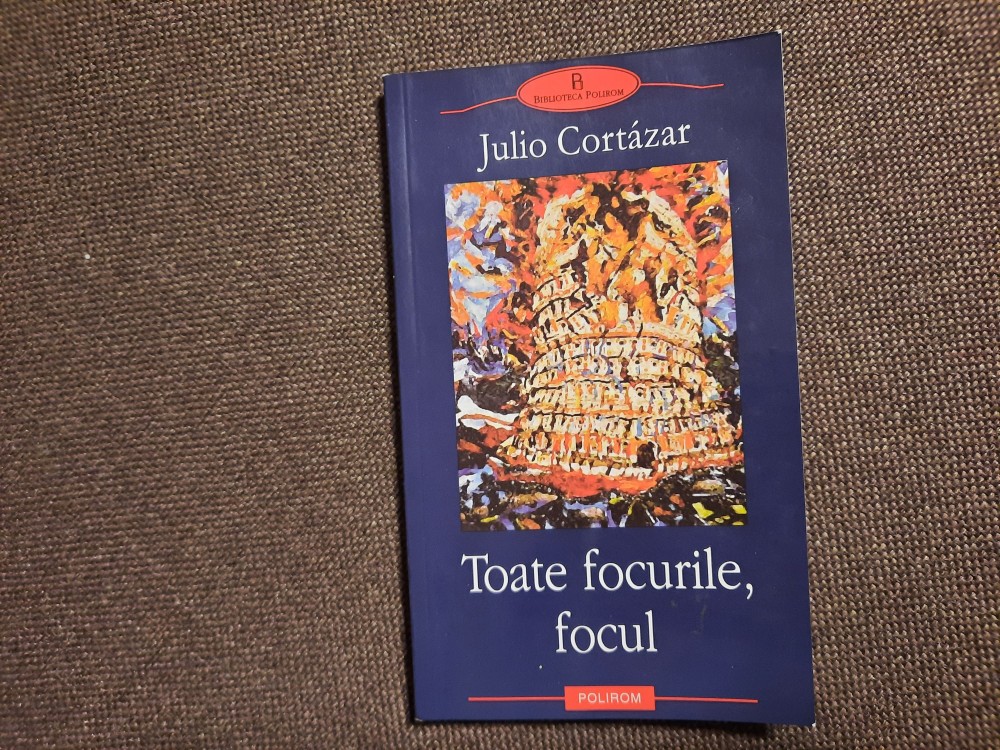 B
BIBLIOTECA POLIROM
Julio Cortázar
Toate focurile,
focul
POLIROM